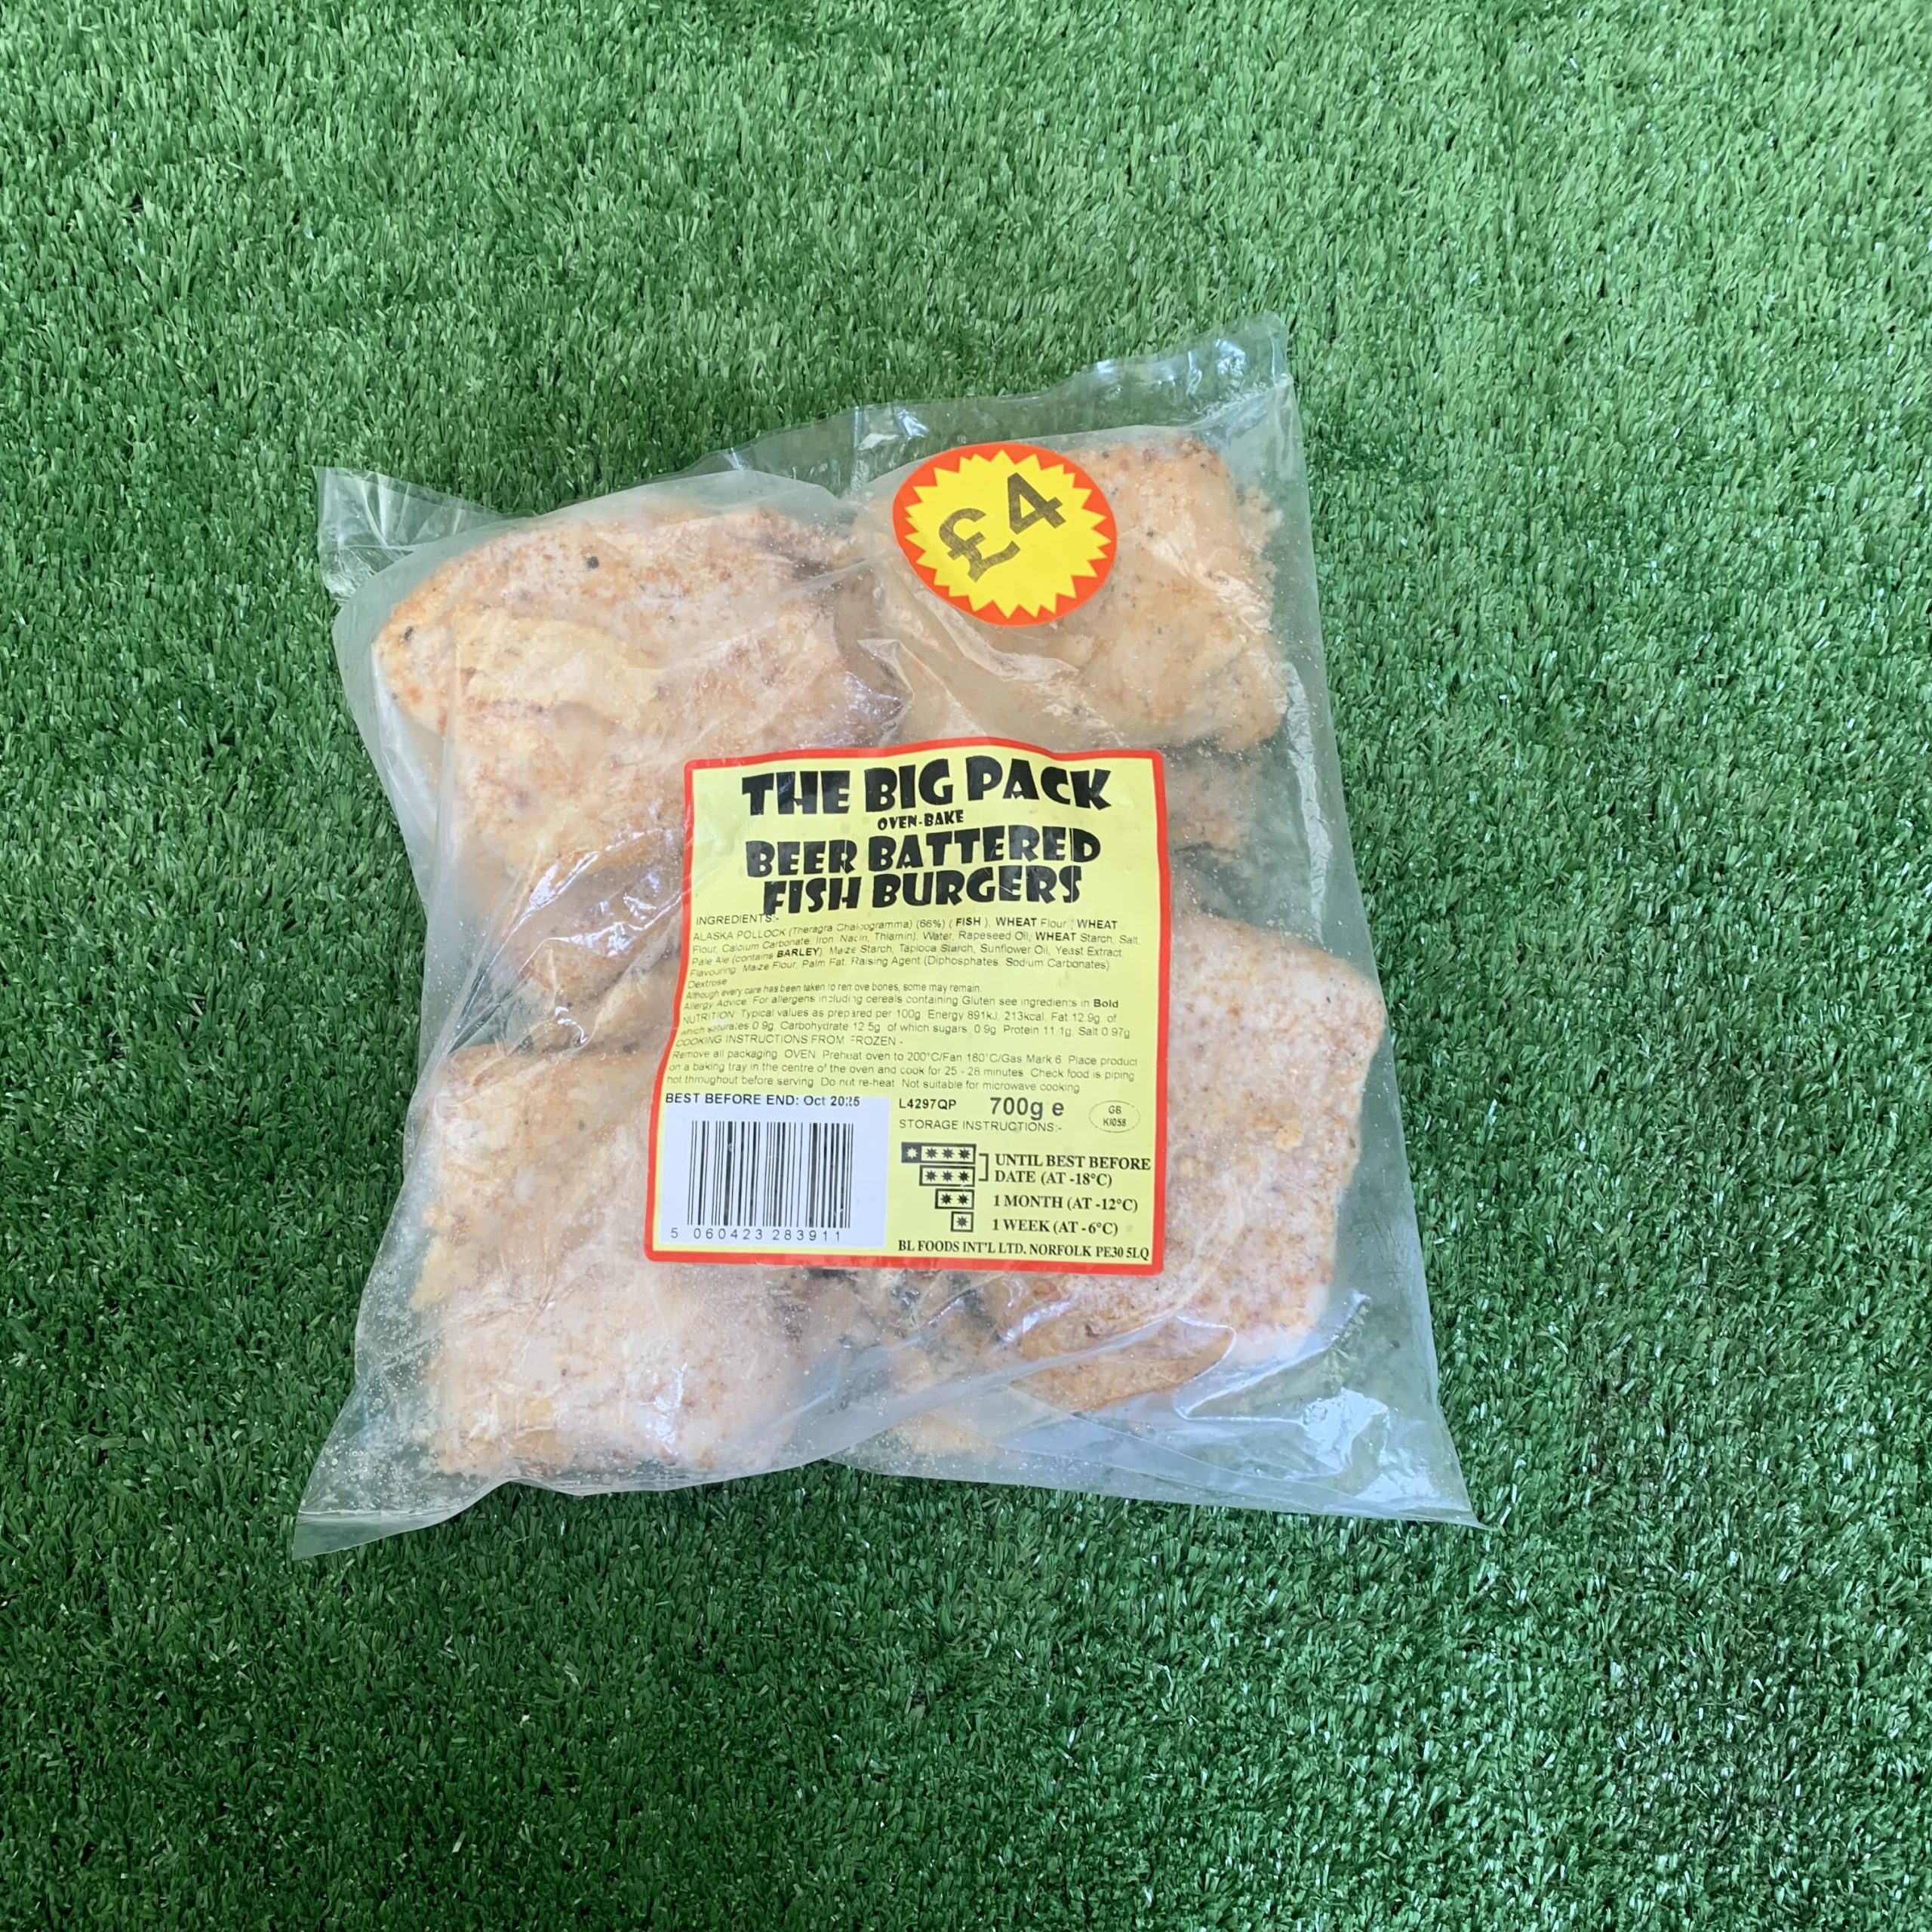 £4
THE BIG PACK
OVEN-BAKE
BEER BATTERED
FISH BURGERS
INGREDIENTS:-
ALASKA POLLOCK (Theragra Chalcogramma) (66%) ( FISH ), WHEAT Flour ( WHEAT
Flour, Calcium Carbonate, Iron, Niacin, Thiamin), Water, Rapeseed Oil, WHEAT Starch, Salt,
Pale Ale (contains BARLEY), Maize Starch, Tapioca Starch, Sunflower Oil, Yeast Extract,
Flavouring, Maize Flour, Palm Fat, Raising Agent (Diphosphates, Sodium Carbonates)
Dextrose
Although every care has been taken to remove bones, some may remain.
Allergy Advice: For allergens including cereals containing Gluten see ingredients in Bold
NUTRITION: Typical values as prepared per 100g: Energy 891kJ, 213kcal, Fat 12.9g, of
which saturates 0.9g, Carbohydrate 12.5g, of which sugars, 0.9g, Protein 11.1g, Salt 0.97g
COOKING INSTRUCTIONS FROM FROZEN -
Remove all packaging. OVEN: Preheat oven to 200°C/Fan 180°C/Gas Mark 6. Place product
on a baking tray in the centre of the oven and cook for 25 - 28 minutes. Check food is piping
hot throughout before serving. Do not re-heat. Not suitable for microwave cooking
BEST BEFORE END: Oct 2025
L4297QP 700g e
GB
KI058
STORAGE INSTRUCTIONS:-
UNTIL BEST BEFORE
DATE (AT -18°C)
1 MONTH (AT -12°C)
1 WEEK (AT -6°C)
5 060423 283911
BL FOODS INT'L LTD. NORFOLK PE30 5LQ